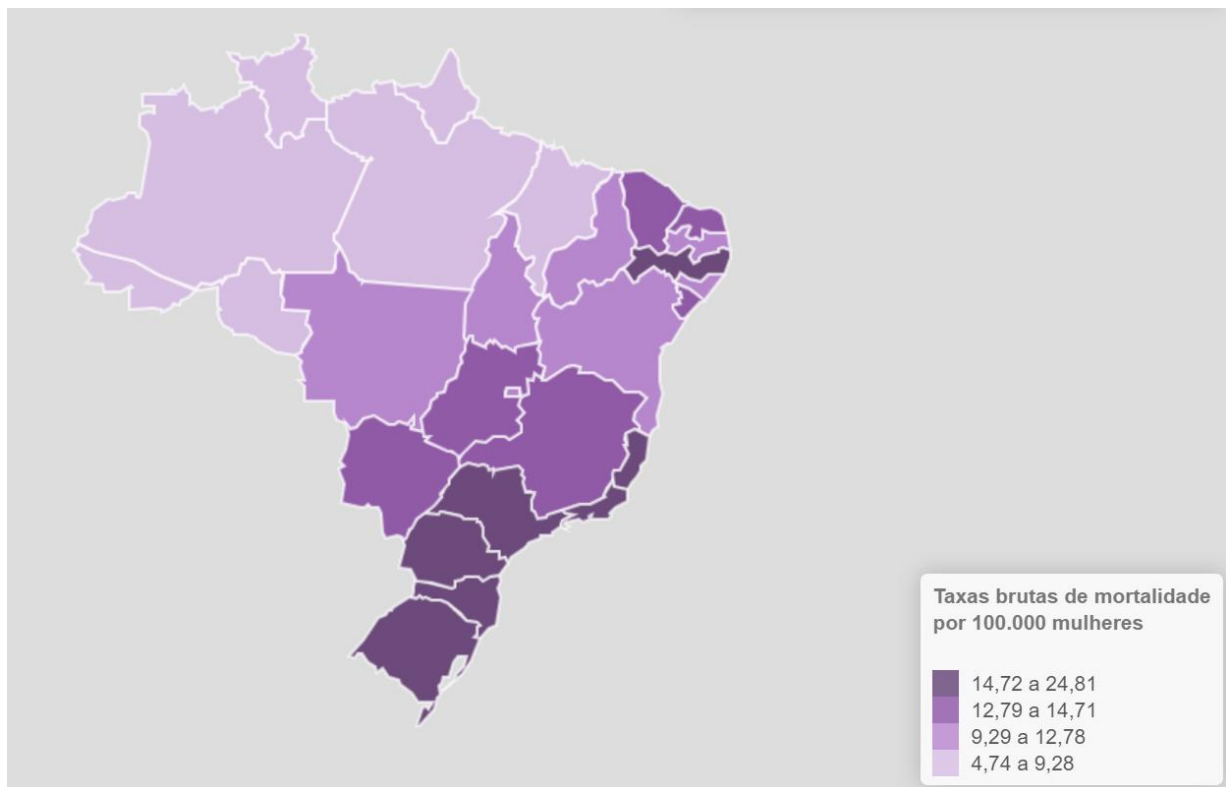 Taxas brutas de mortalidade
por 100.000 mulheres
14,72 a 24,81
12,79 a 14,71
9,29 a 12,78
4,74 a 9,28